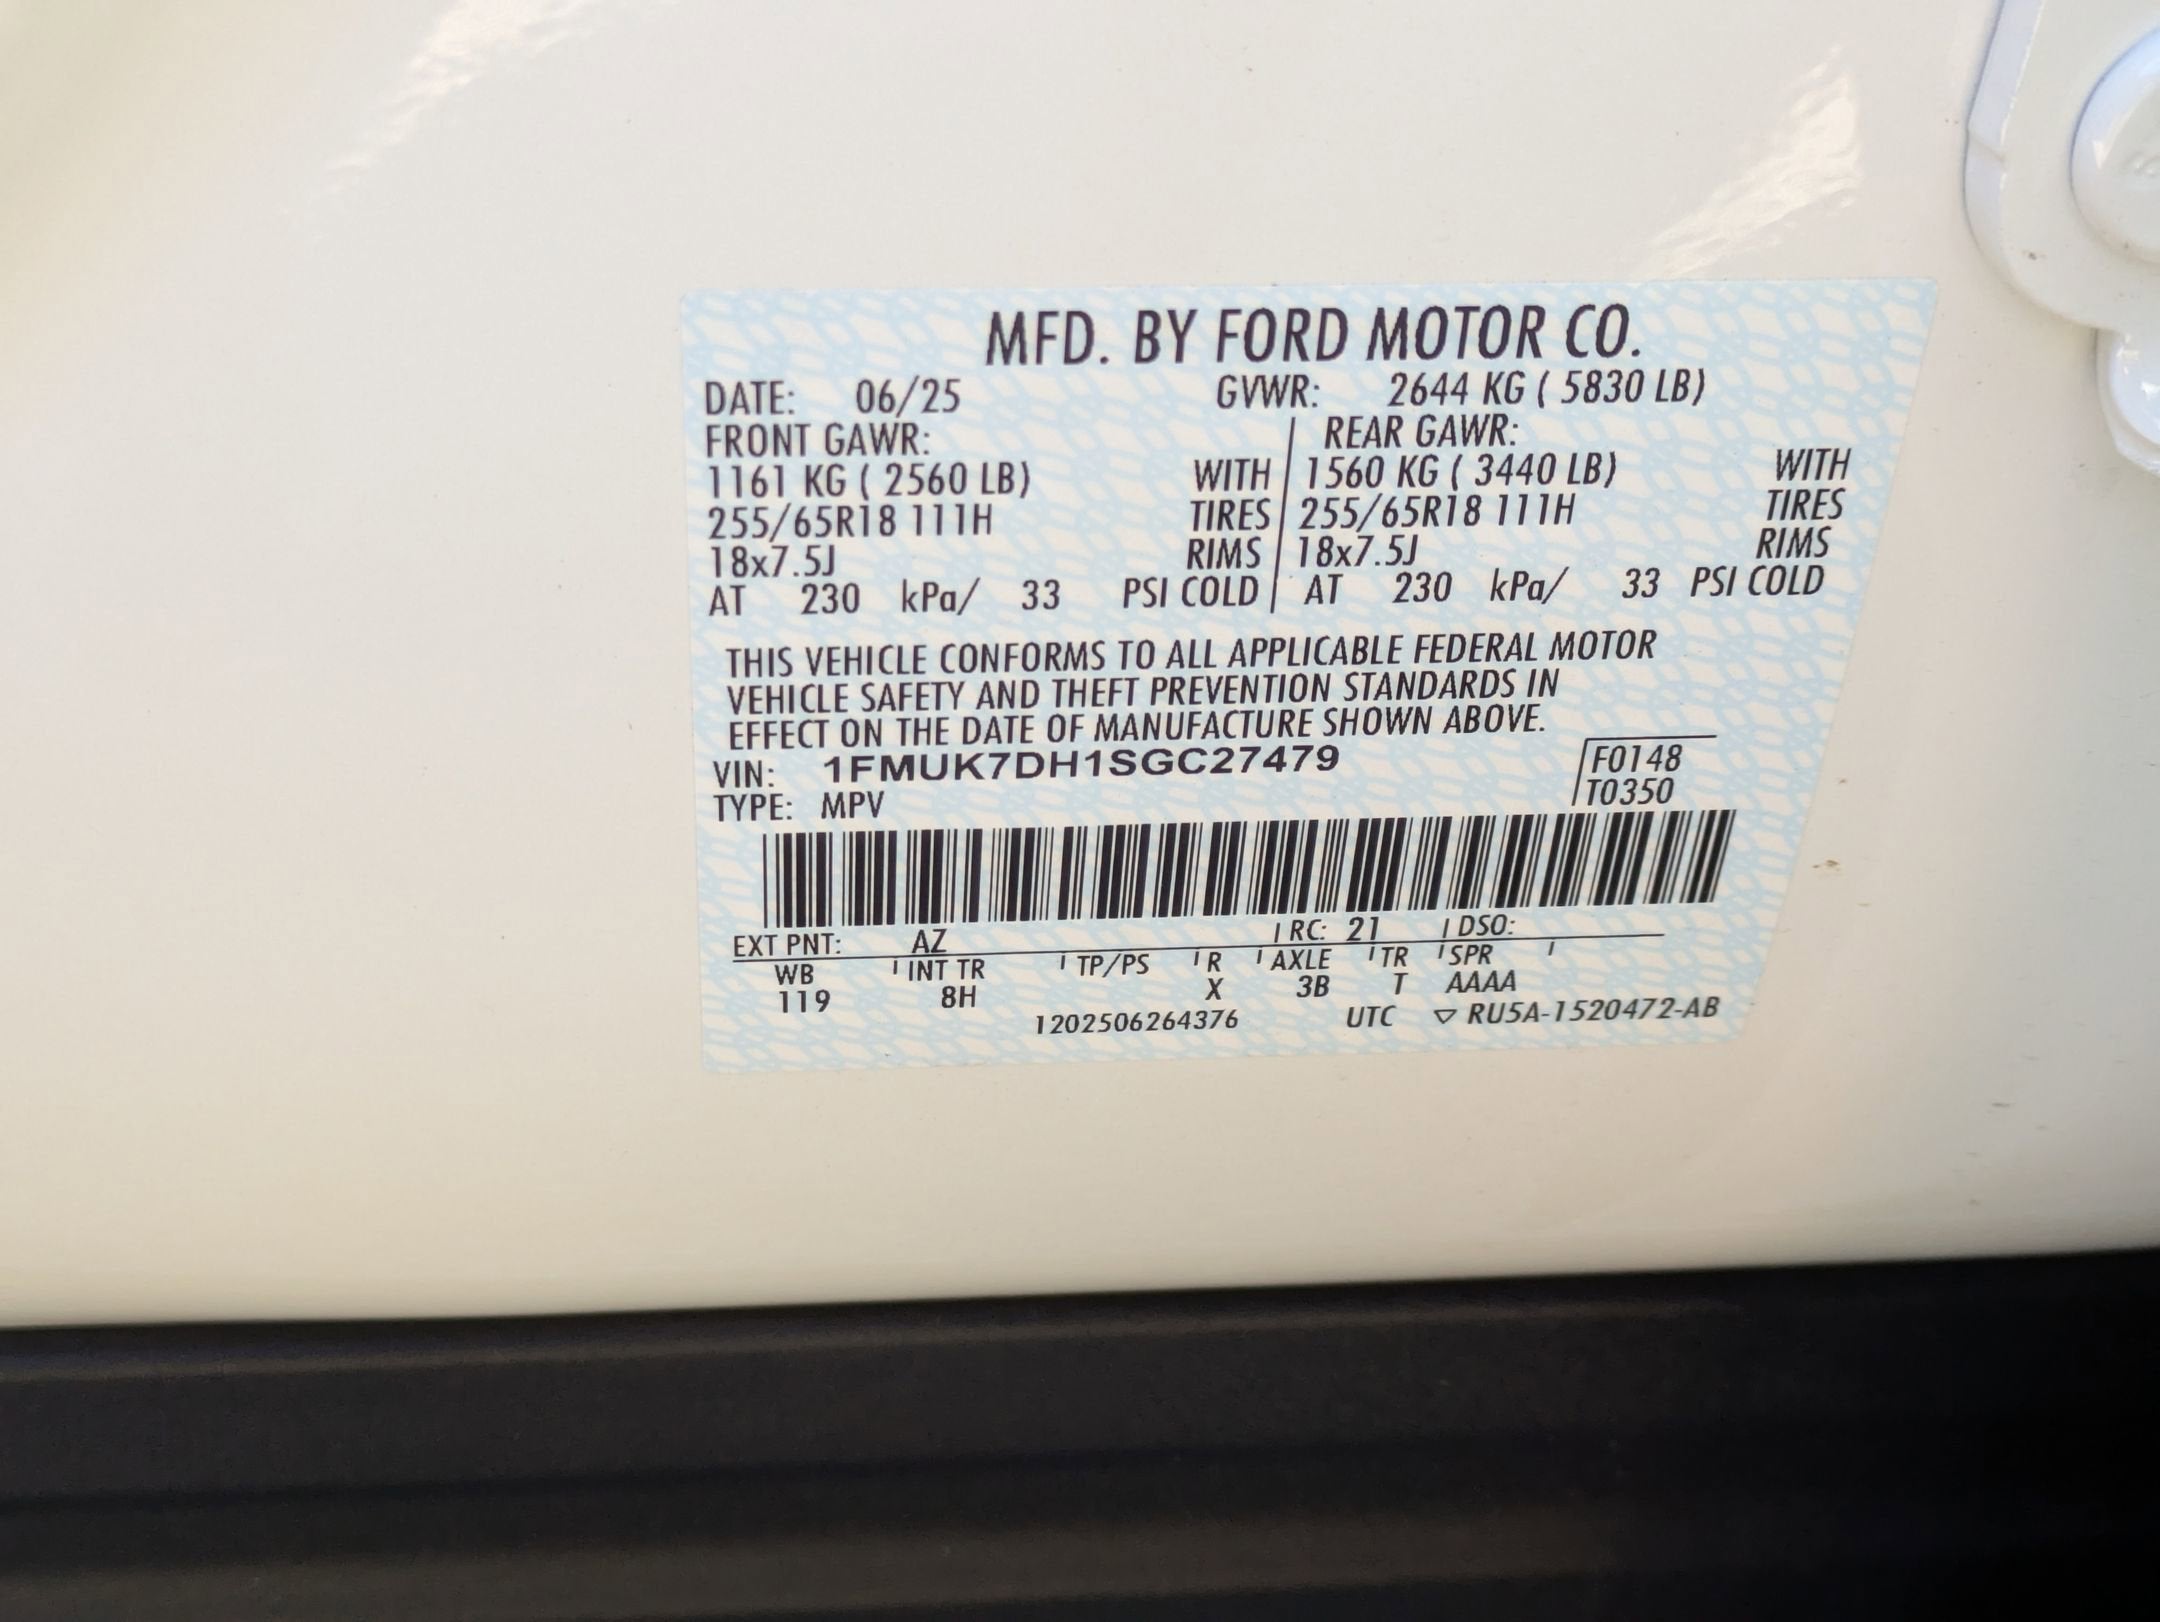 MFD. BY FORD MOTOR CO.
DATE: 06/25 GVWR: 2644 KG ( 5830 LB)
FRONT GAWR: REAR GAWR:
1161 KG ( 2560 LB) WITH 1560 KG ( 3440 LB) WITH
255/65R18 111H TIRES 255/65R18 111H TIRES
18x7.5J RIMS 18x7.5J RIMS
AT 230 kPa/ 33 PSI COLD AT 230 kPa/ 33 PSI COLD
THIS VEHICLE CONFORMS TO ALL APPLICABLE FEDERAL MOTOR
VEHICLE SAFETY AND THEFT PREVENTION STANDARDS IN
EFFECT ON THE DATE OF MANUFACTURE SHOWN ABOVE.
VIN: 1FMUK7DH1SGC27479 F0148
TYPE: MPV T0350
EXT PNT: AZ RC: 21 DSO:
WB INT TR TP/PS R AXLE TR SPR
119 8H X 3B T AAAA
1202506264376 UTC ▽ RU5A-1520472-AB